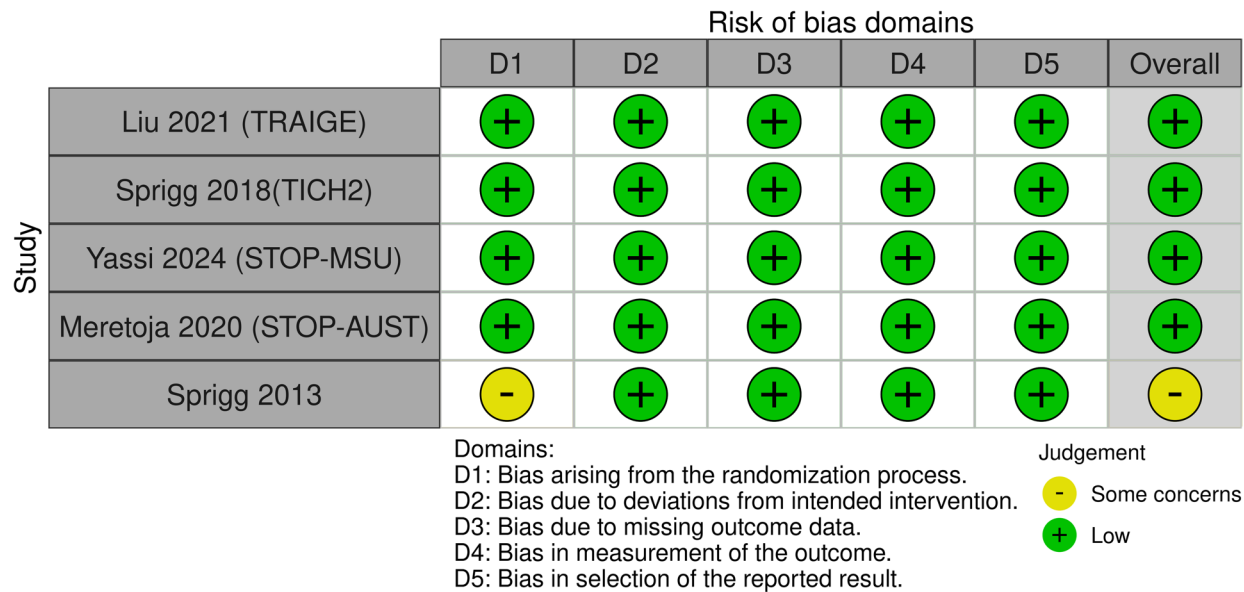 Risk of bias domains
D1 D2 D3 D4 D5 Overall
Study
Liu 2021 (TRAIGE) + + + + + +
Sprigg 2018(TICH2) + + + + + +
Yassi 2024 (STOP-MSU) + + + + + +
Meretoja 2020 (STOP-AUST) + + + + + +
Sprigg 2013 - + + + + -
Domains:
D1: Bias arising from the randomization process.
D2: Bias due to deviations from intended intervention.
D3: Bias due to missing outcome data.
D4: Bias in measurement of the outcome.
D5: Bias in selection of the reported result.
Judgement
- Some concerns
+ Low